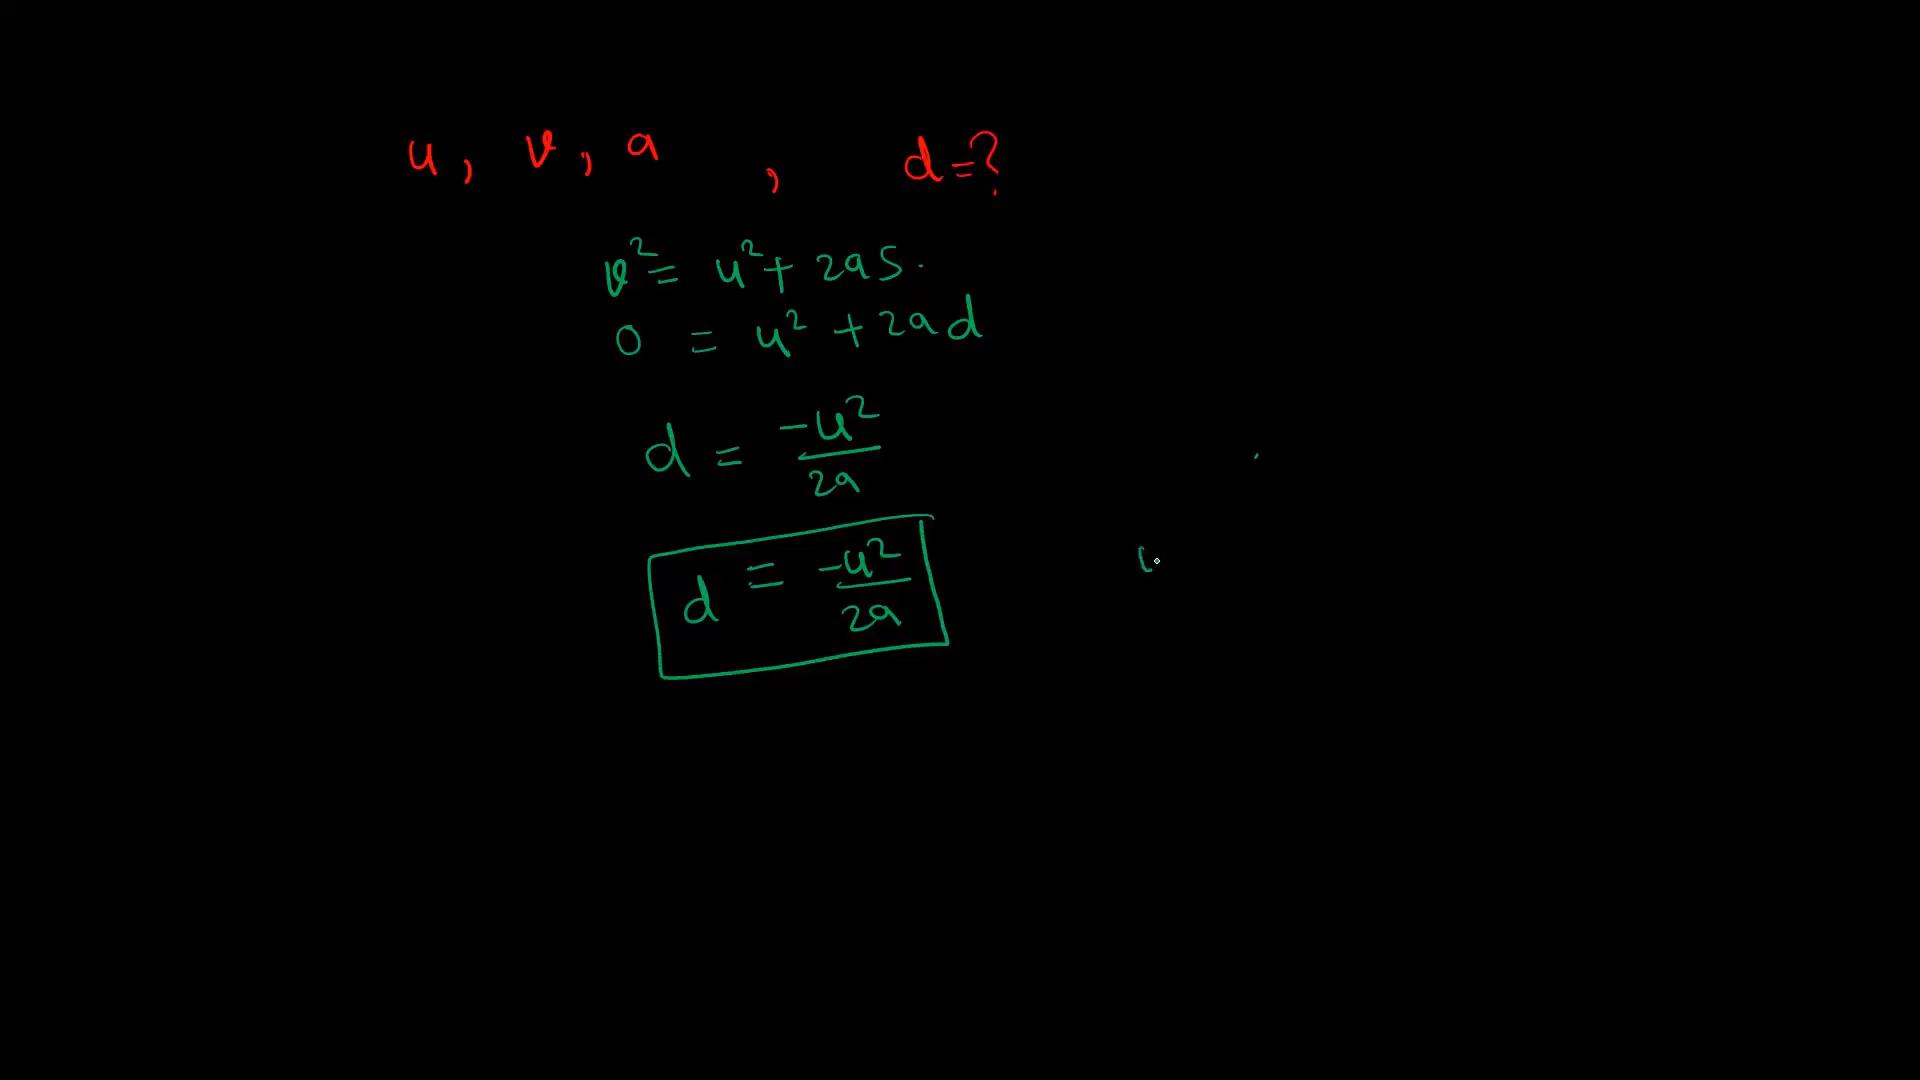 u, v, a , d=?
v²= u²+ 2as.
0 = u² + 2ad
d = -u²/2a
d = -u²/2a